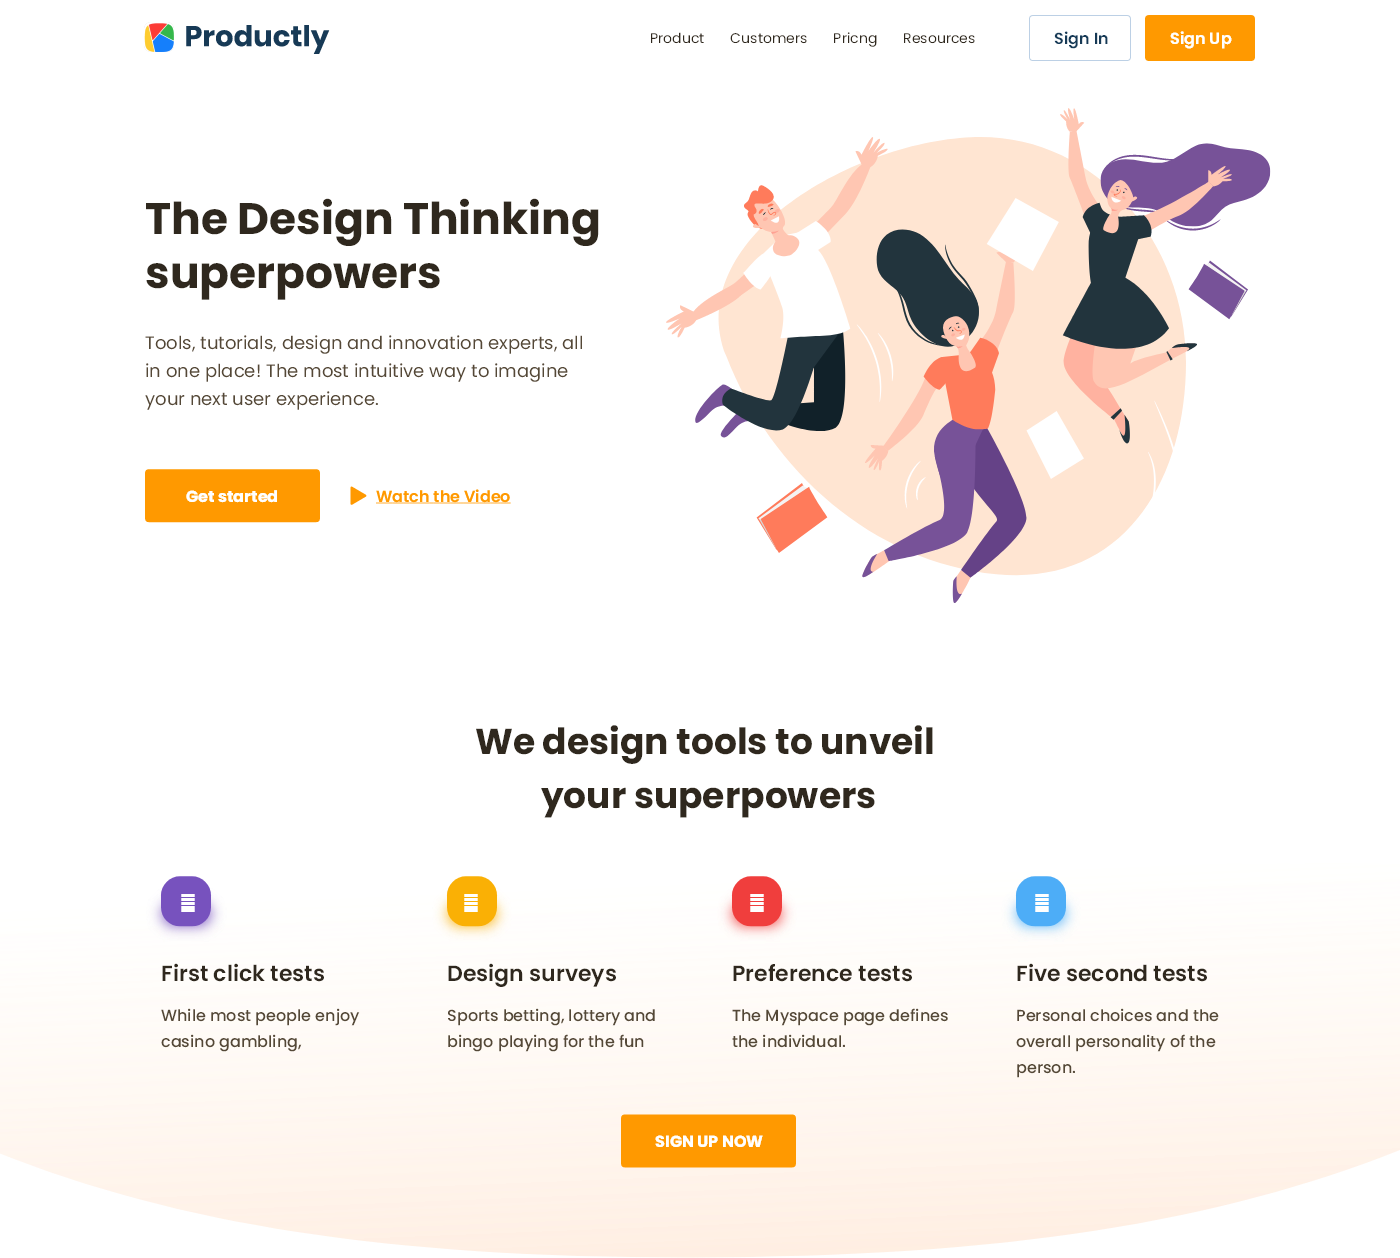 Productly
Product Customers Pricng Resources Sign In Sign Up
The Design Thinking
superpowers
Tools, tutorials, design and innovation experts, all
in one place! The most intuitive way to imagine
your next user experience.
Get started Watch the Video
We design tools to unveil
your superpowers
First click tests
While most people enjoy
casino gambling,
Design surveys
Sports betting, lottery and
bingo playing for the fun
Preference tests
The Myspace page defines
the individual.
Five second tests
Personal choices and the
overall personality of the
person.
SIGN UP NOW